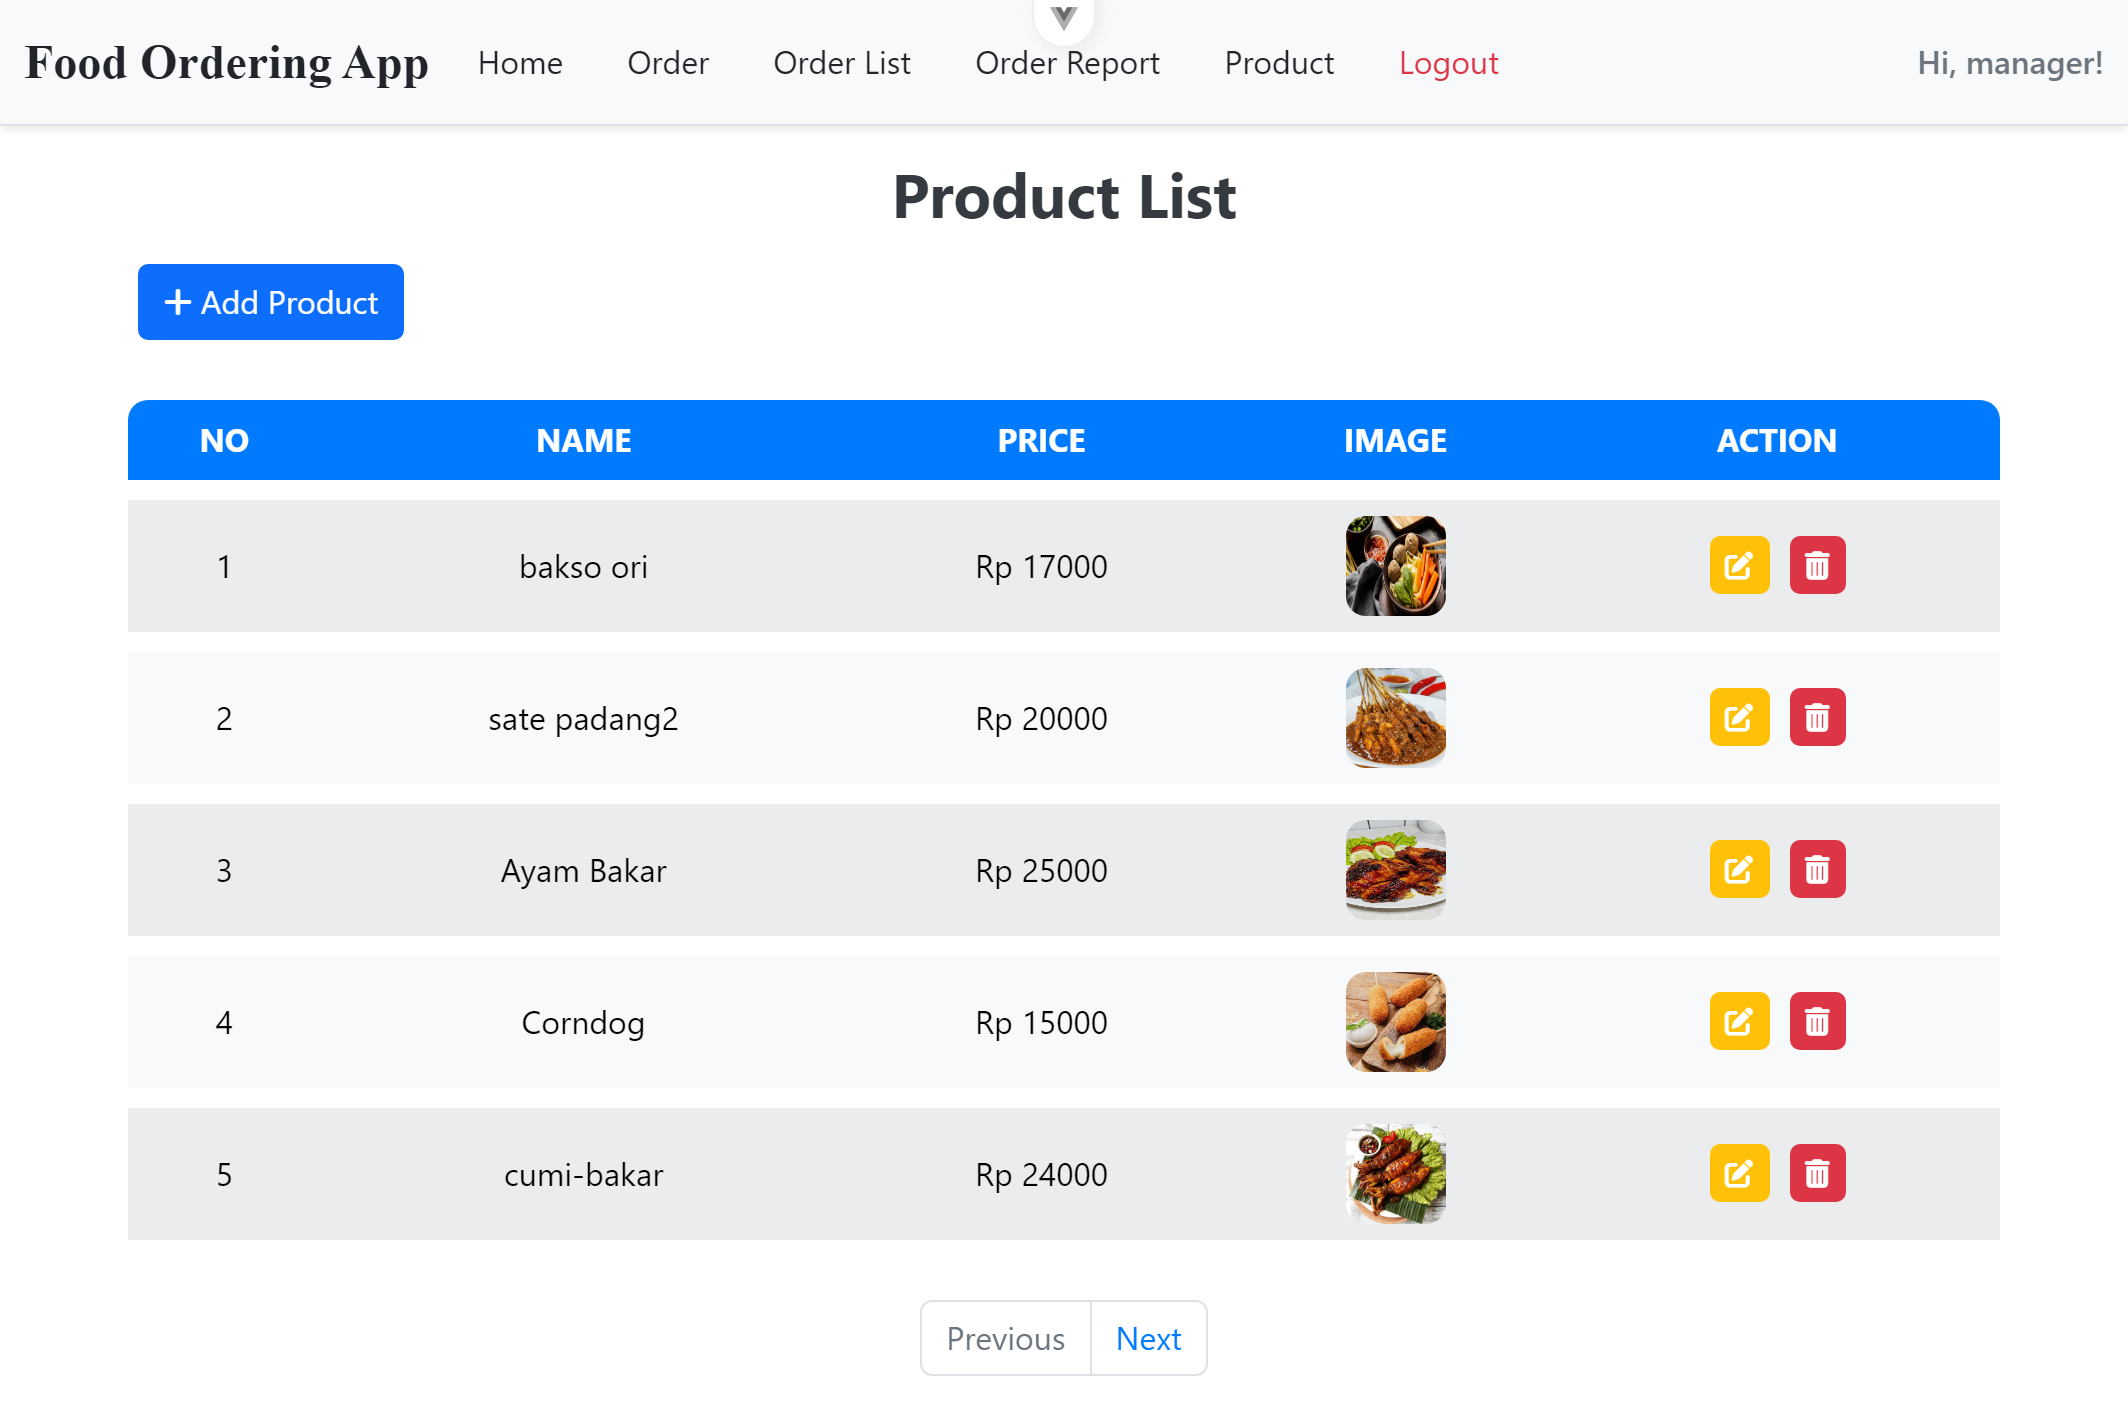 Food Ordering App Home Order Order List Order Report Product Logout Hi, manager!
Product List
Add Product
NO NAME PRICE IMAGE ACTION
1 bakso ori Rp 17000
2 sate padang2 Rp 20000
3 Ayam Bakar Rp 25000
4 Corndog Rp 15000
5 cumi-bakar Rp 24000
Previous Next